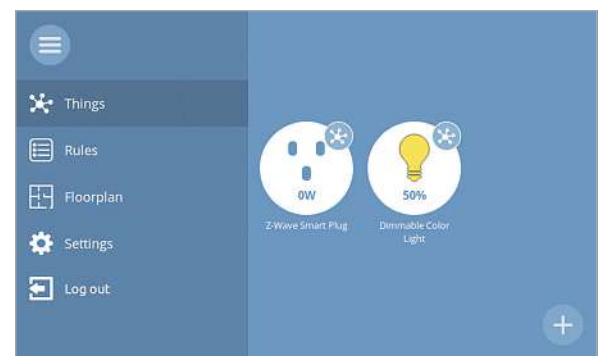 Things
Rules
Floorplan
Settings
Log out
0W
Z-Wave Smart Plug
50%
Dimmable Color
Light